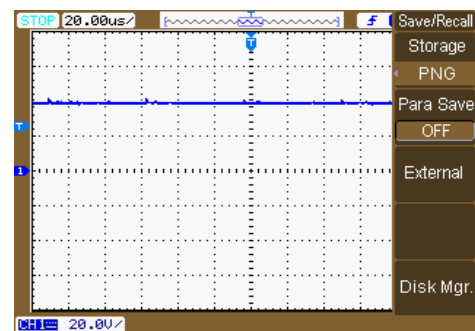 STOP 20.00us/
T
T
1
CH1 20.0V/
Save/Recall
Storage
PNG
Para Save
OFF
External
Disk Mgr.